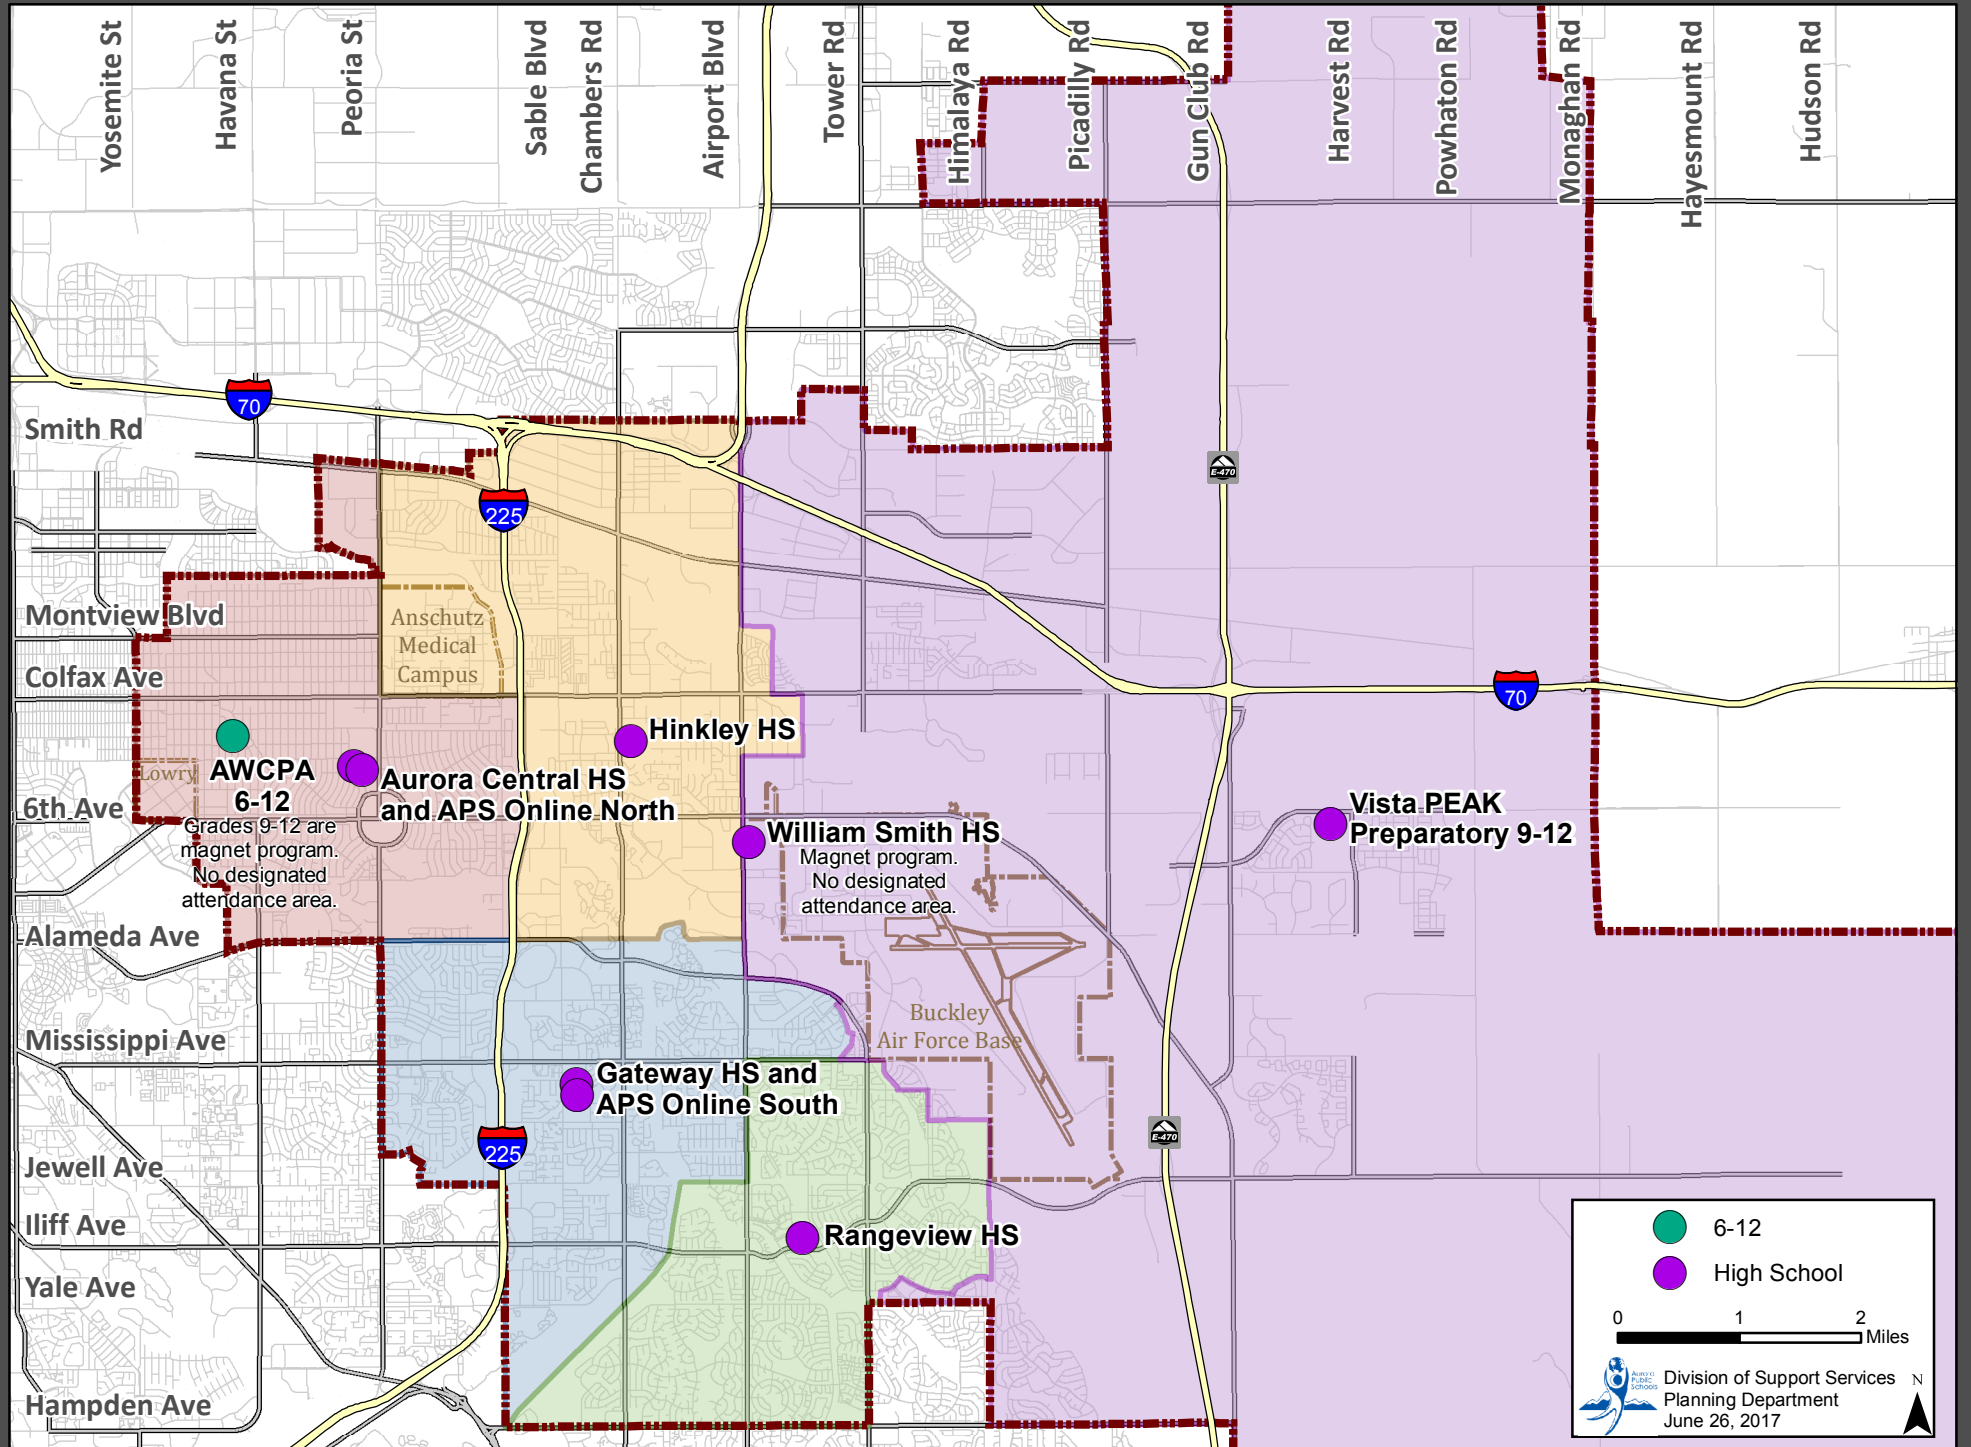 Yosemite St
Havana St
Peoria St
Sable Blvd
Chambers Rd
Airport Blvd
Tower Rd
Himalaya Rd
Picadilly Rd
Gun Club Rd
Harvest Rd
Powhaton Rd
Monaghan Rd
Hayesmount Rd
Hudson Rd
70
Smith Rd
E-470
225
Montview Blvd
Anschutz
Medical
Campus
Colfax Ave
70
Hinkley HS
Lowry
AWCPA
6-12
Grades 9-12 are
magnet program.
No designated
attendance area.
Aurora Central HS
and APS Online North
6th Ave
William Smith HS
Magnet program.
No designated
attendance area.
Vista PEAK
Preparatory 9-12
Alameda Ave
Buckley
Air Force Base
Mississippi Ave
Gateway HS and
APS Online South
E-470
225
Jewell Ave
Iliff Ave
Rangeview HS
Yale Ave
Hampden Ave
6-12
High School
0 1 2
Miles
Aurora
Public
Schools
Division of Support Services
Planning Department
June 26, 2017
N